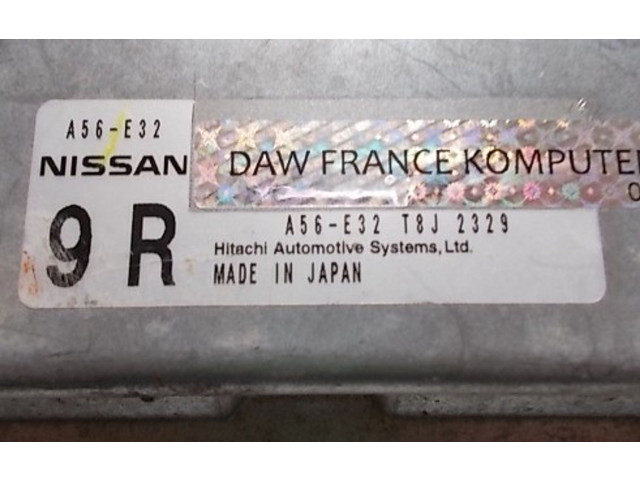 A56-E32
NISSAN
DAW FRANCE KOMPUTE
9 R
A56-E32 T8J 2329
Hitachi Automotive Systems, Ltd.
MADE IN JAPAN